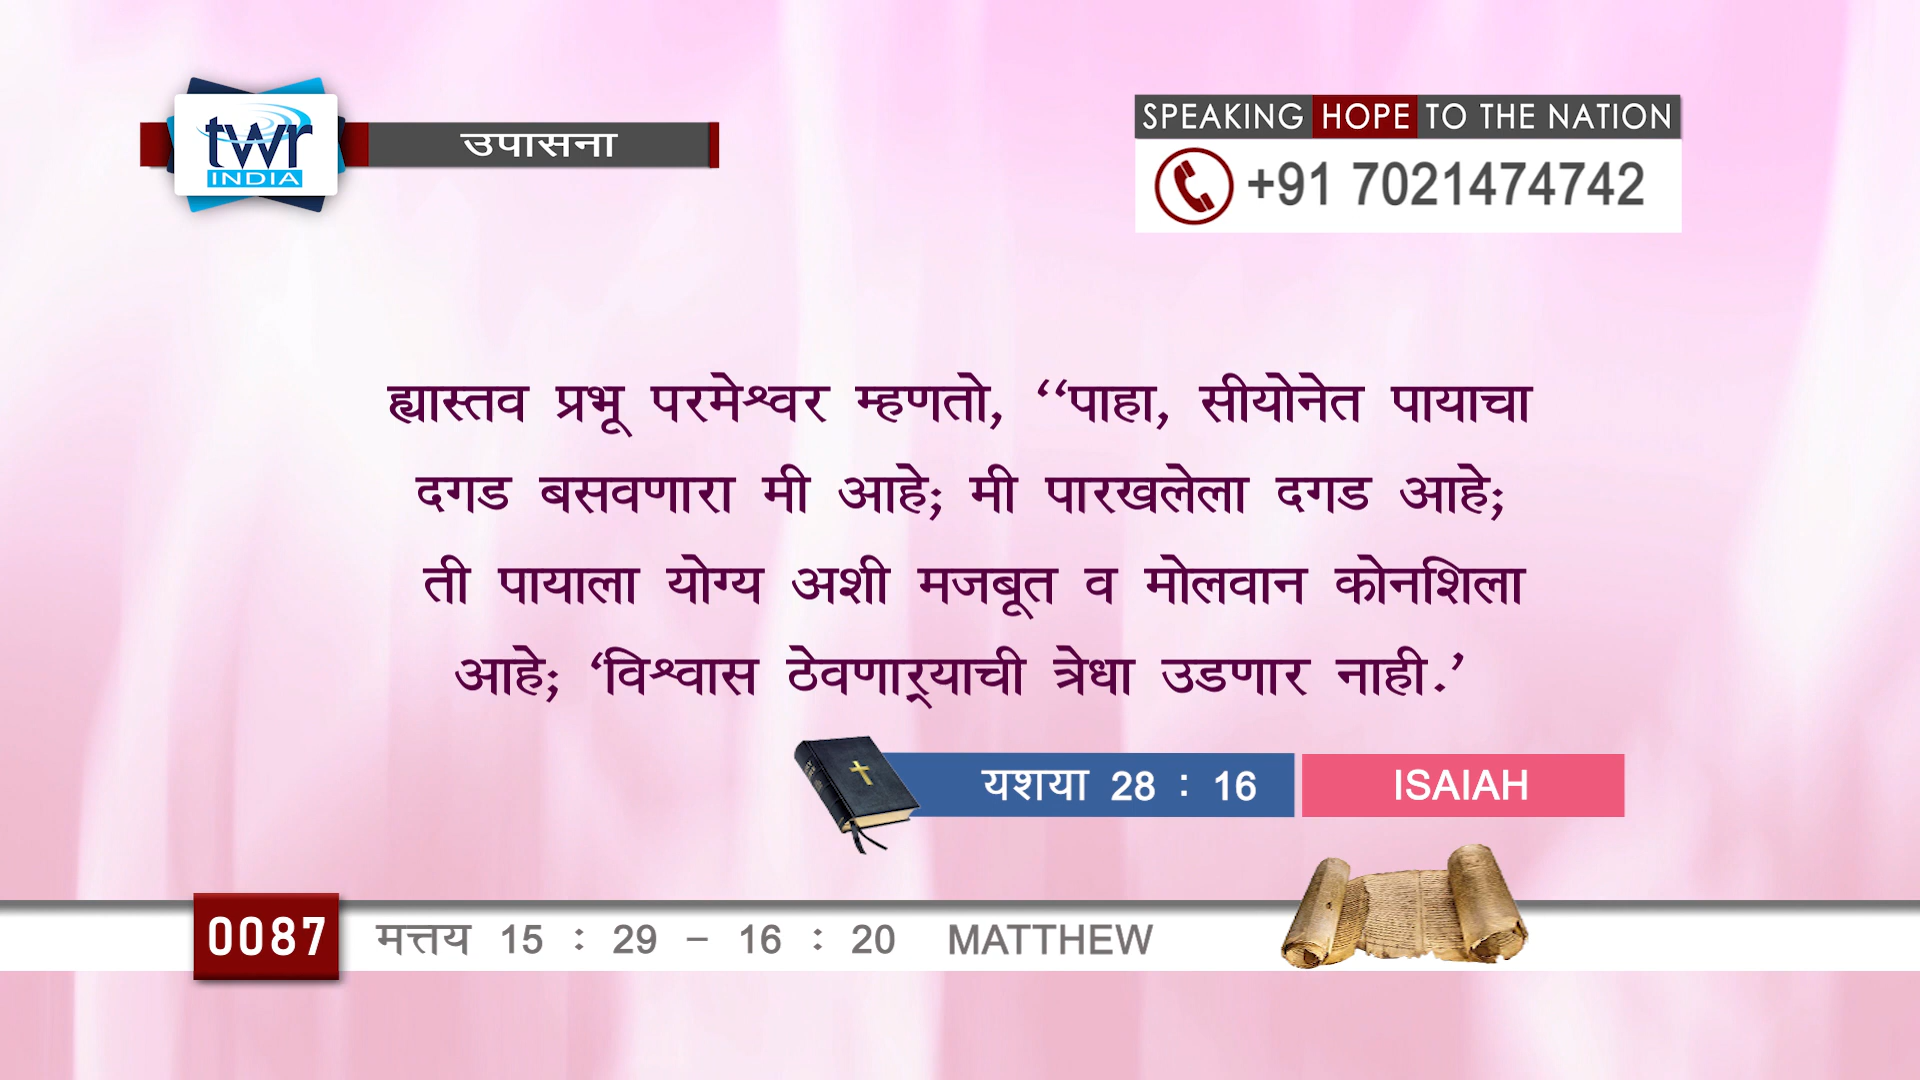 twr
INDIA
उपासना
SPEAKING HOPE TO THE NATION
+91 7021474742
ह्यास्तव प्रभू परमेश्वर म्हणतो, “पाहा, सीयोनेत पायाचा
दगड बसवणारा मी आहे; मी पारखलेला दगड आहे;
ती पायाला योग्य अशी मजबूत व मोलवान कोनशिला
आहे; ‘विश्वास ठेवणाऱ्याची त्रेधा उडणार नाही.’
यशया 28 : 16 ISAIAH
0087 मत्तय 15 : 29 – 16 : 20 MATTHEW